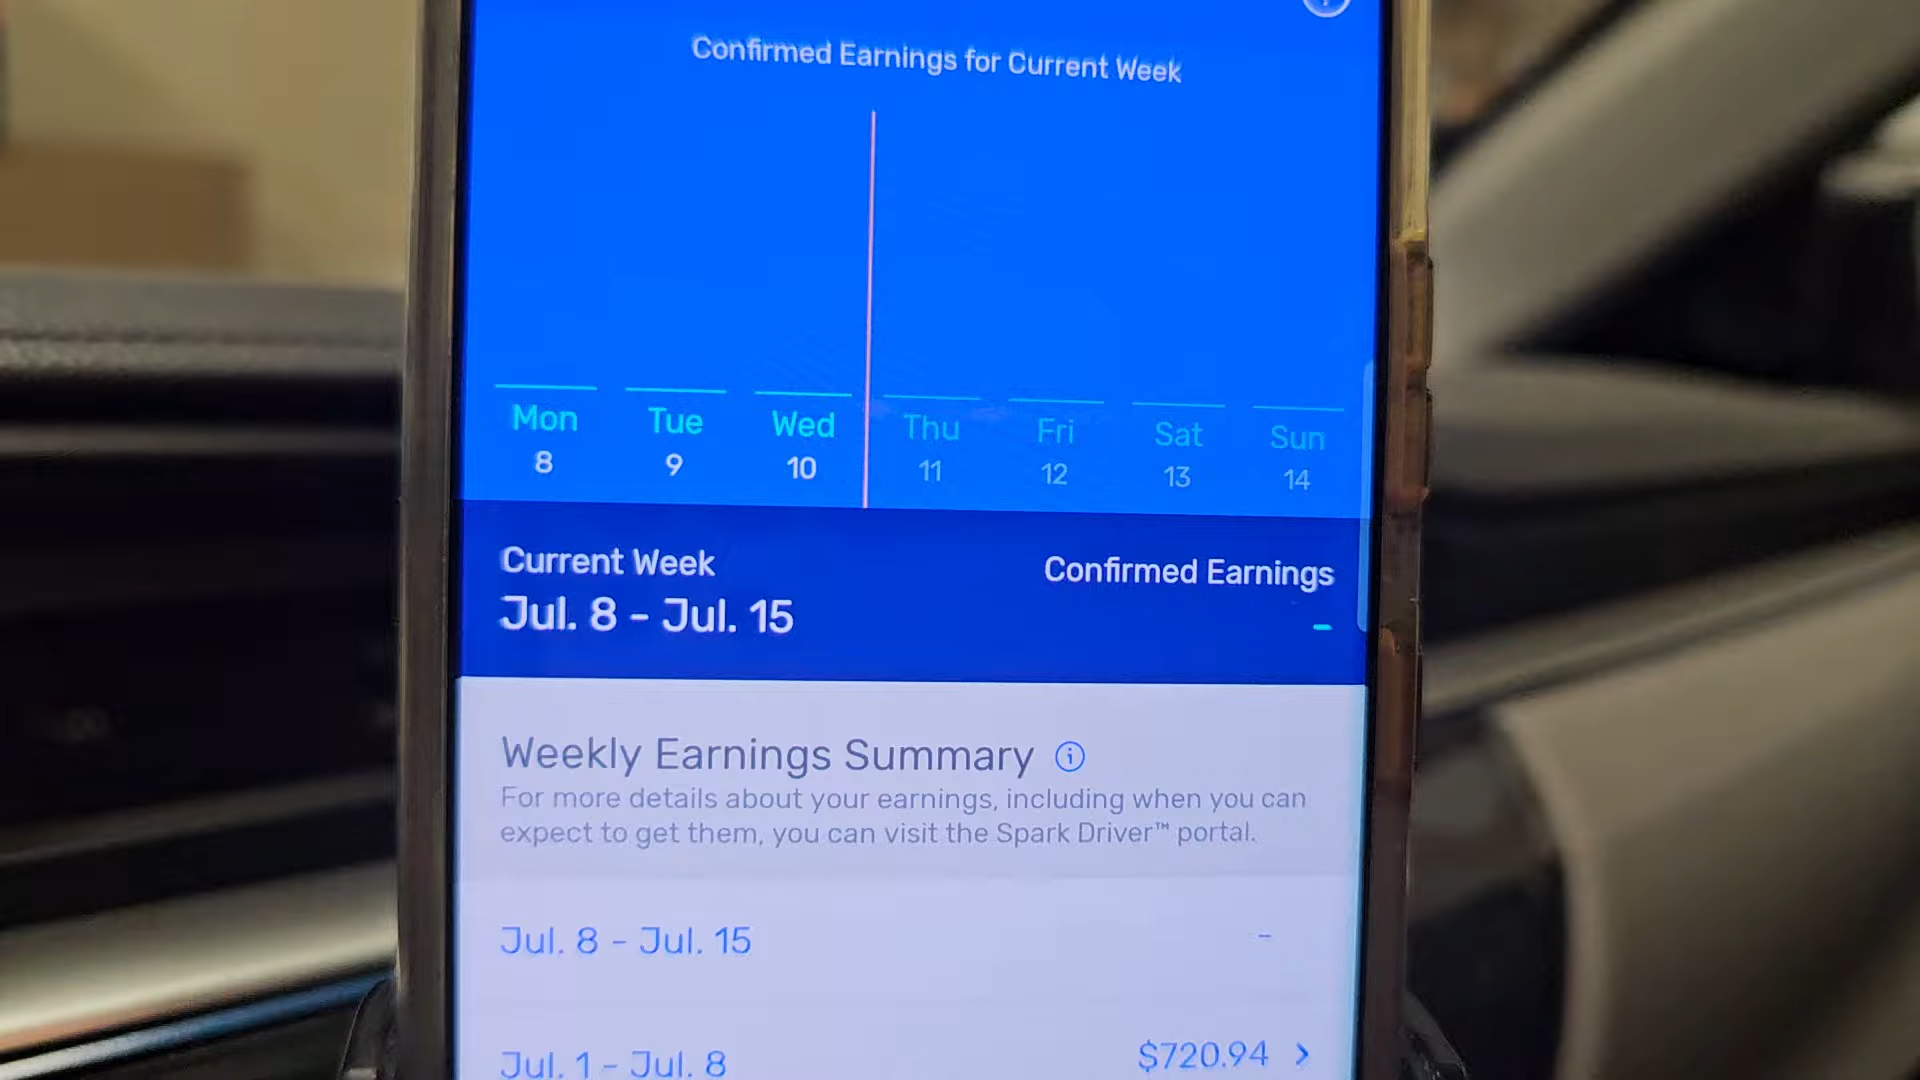 Confirmed Earnings for Current Week
Mon Tue Wed Thu Fri Sat Sun
8 9 10 11 12 13 14
Current Week Confirmed Earnings
Jul. 8 - Jul. 15 -
Weekly Earnings Summary
For more details about your earnings, including when you can
expect to get them, you can visit the Spark Driver™ portal.
Jul. 8 - Jul. 15 -
Jul. 1 - Jul. 8 $720.94 >